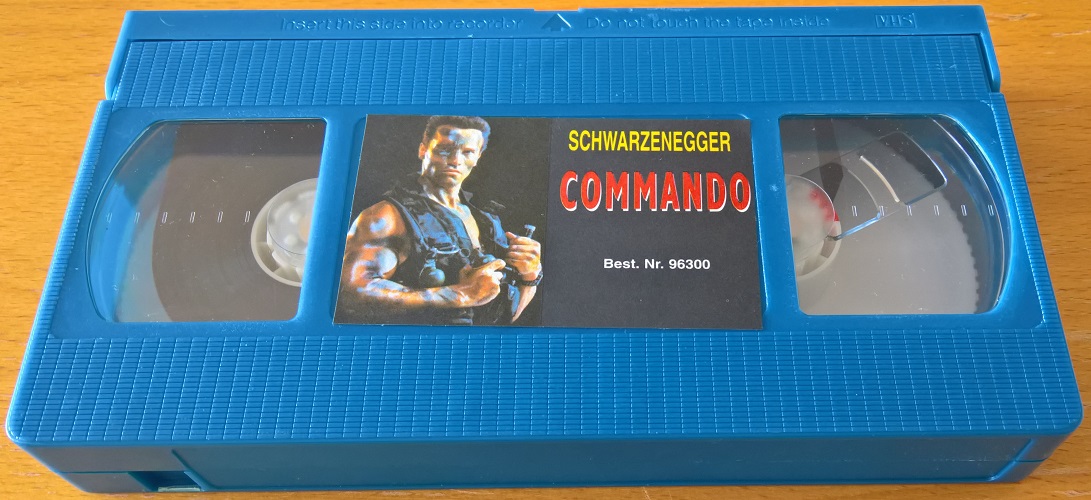 Insert this side into recorder Do not touch the tape inside VHS
SCHWARZENEGGER
COMMANDO
Best. Nr. 96300